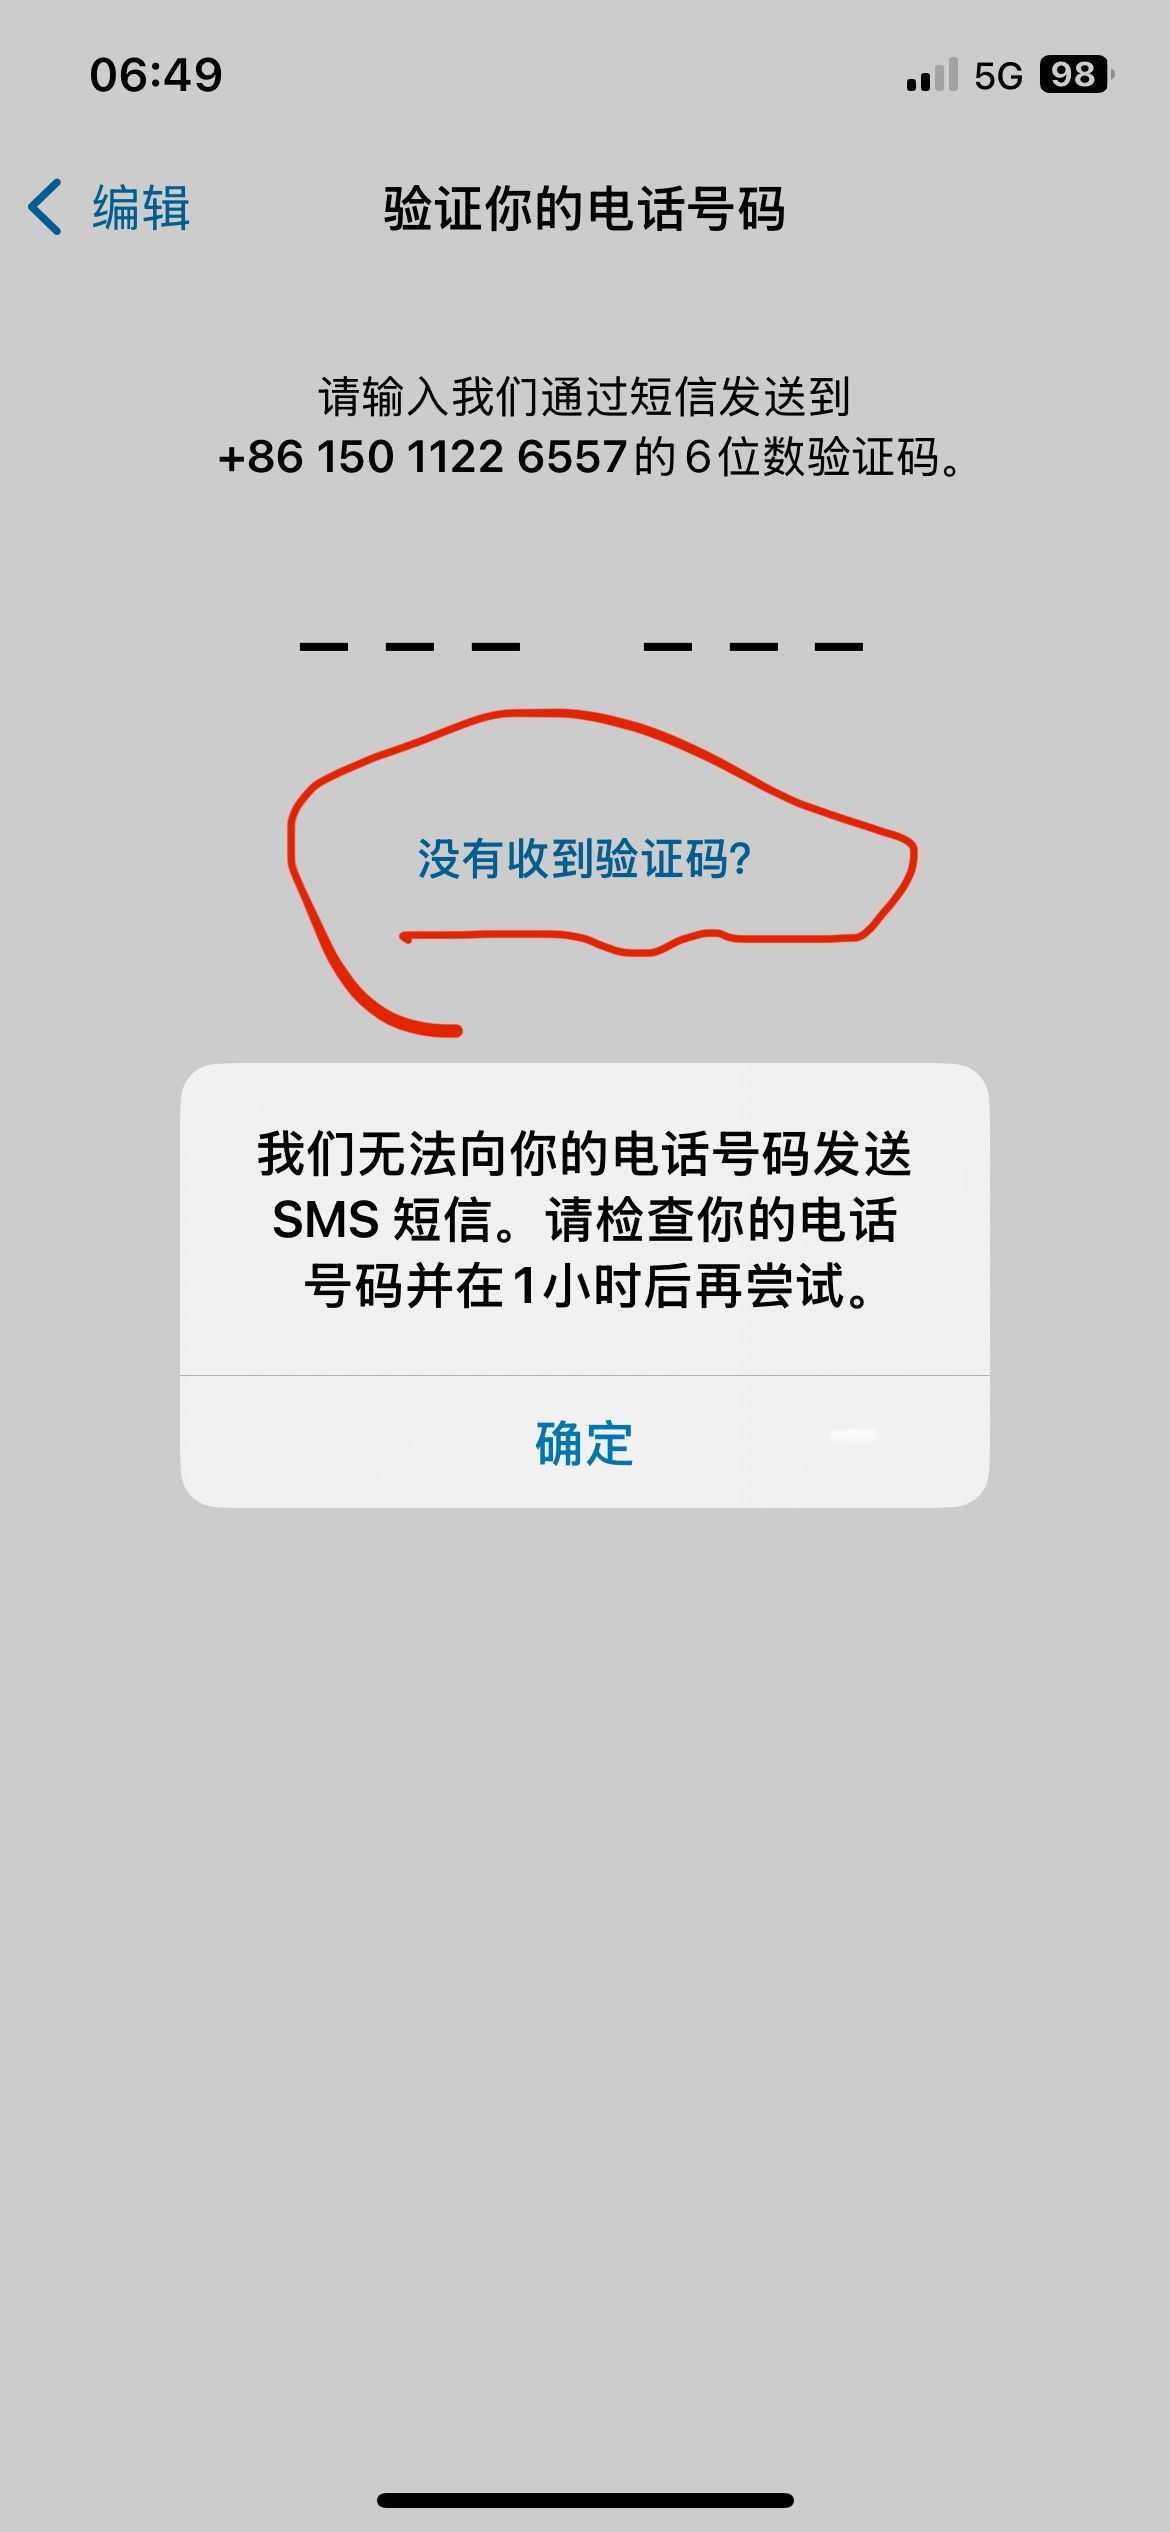 06:49
5G 98
编辑
验证你的电话号码
请输入我们通过短信发送到
+86 150 1122 6557的6位数验证码。
没有收到验证码?
我们无法向你的电话号码发送
SMS 短信。请检查你的电话
号码并在1小时后再尝试。
确定